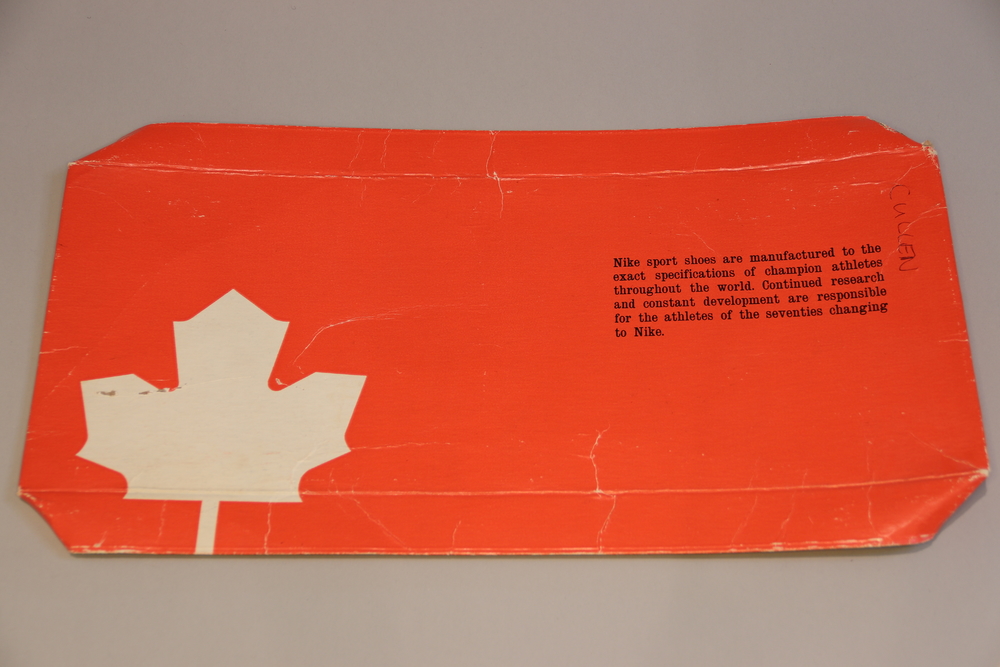 Nike sport shoes are manufactured to the
exact specifications of champion athletes
throughout the world. Continued research
and constant development are responsible
for the athletes of the seventies changing
to Nike.
CULLEN